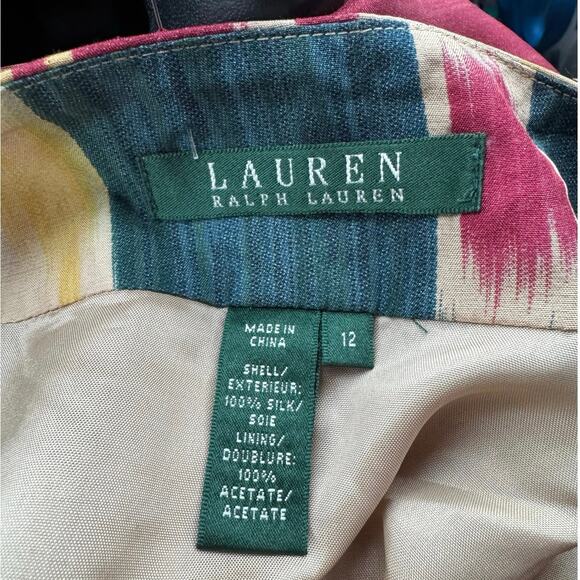 LAUREN
RALPH LAUREN
MADE IN
CHINA
12
SHELL/
EXTERIEUR:
100% SILK/
SOIE
LINING/
DOUBLURE:
100%
ACETATE/
ACETATE